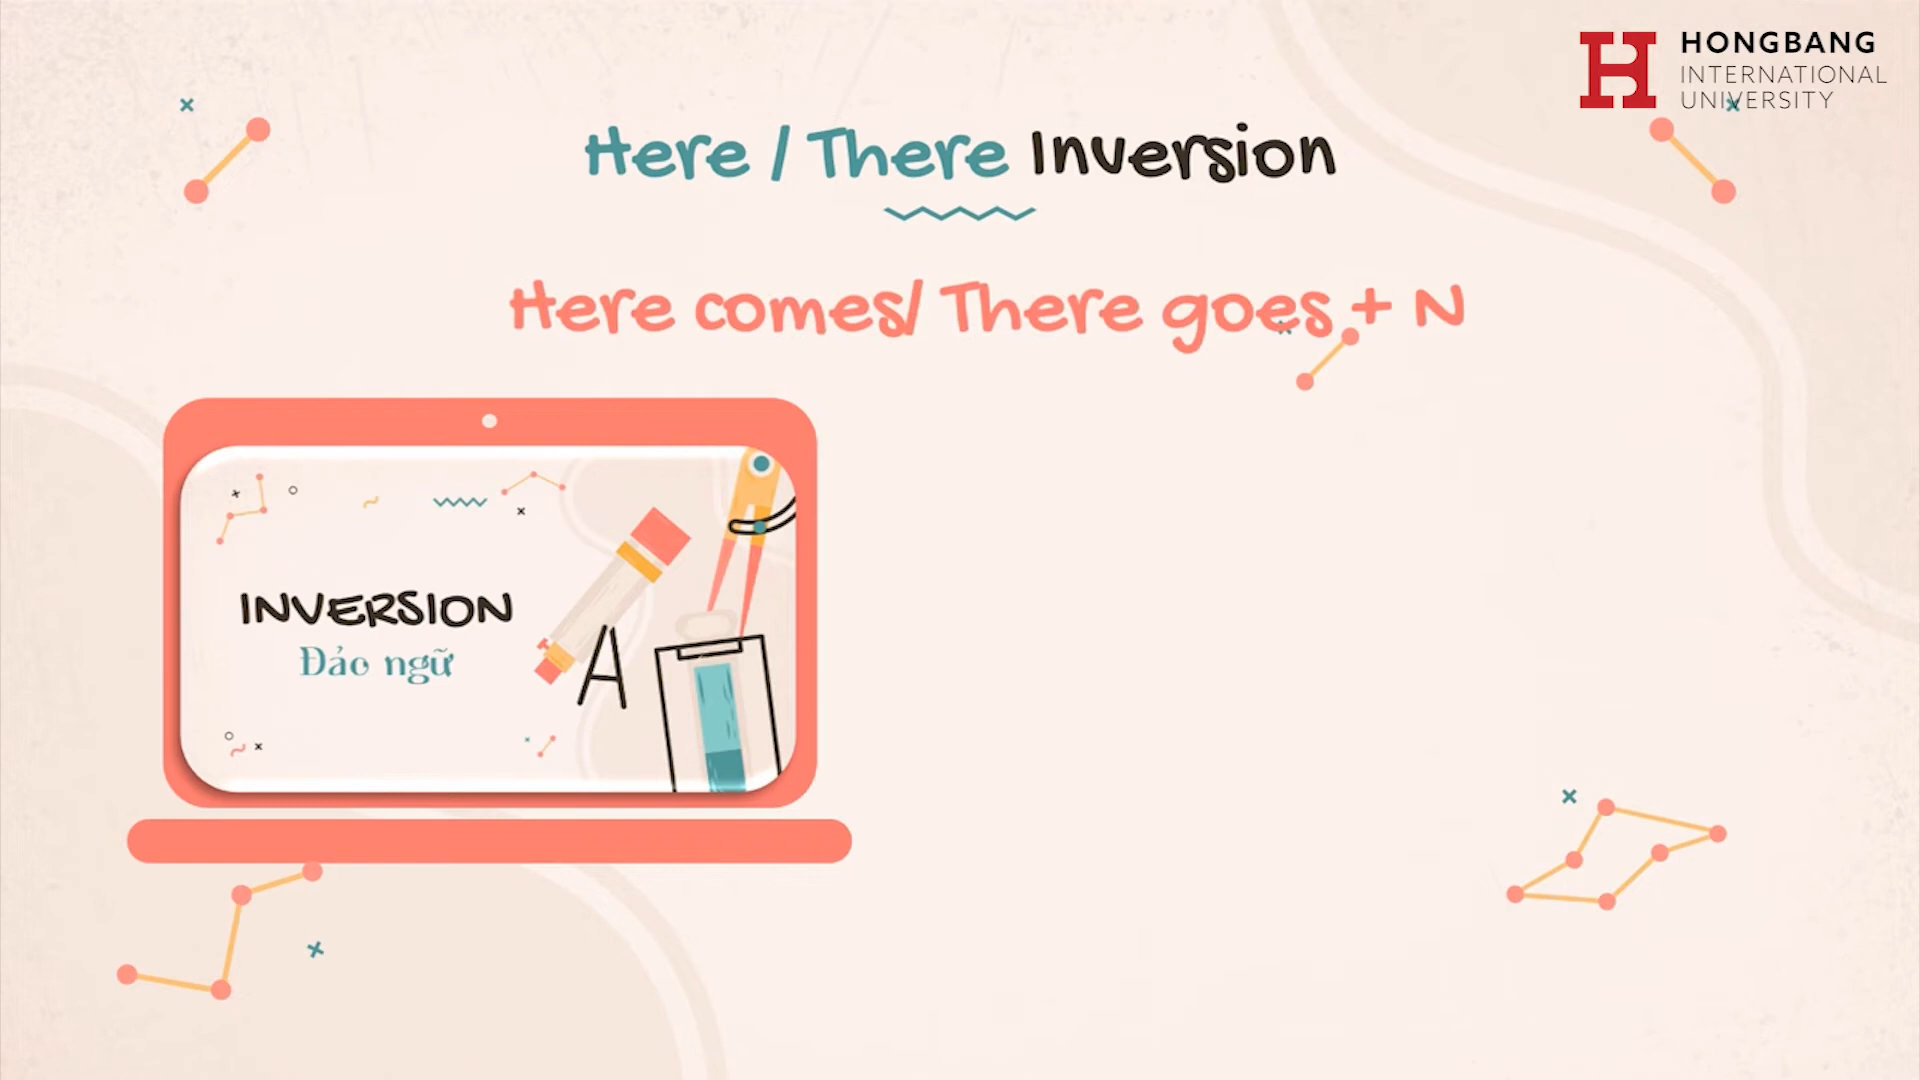 HONGBANG
INTERNATIONAL
UNIVERSITY
Here / There Inversion
Here comes/ There goes + N
INVERSION
Đảo ngữ
A